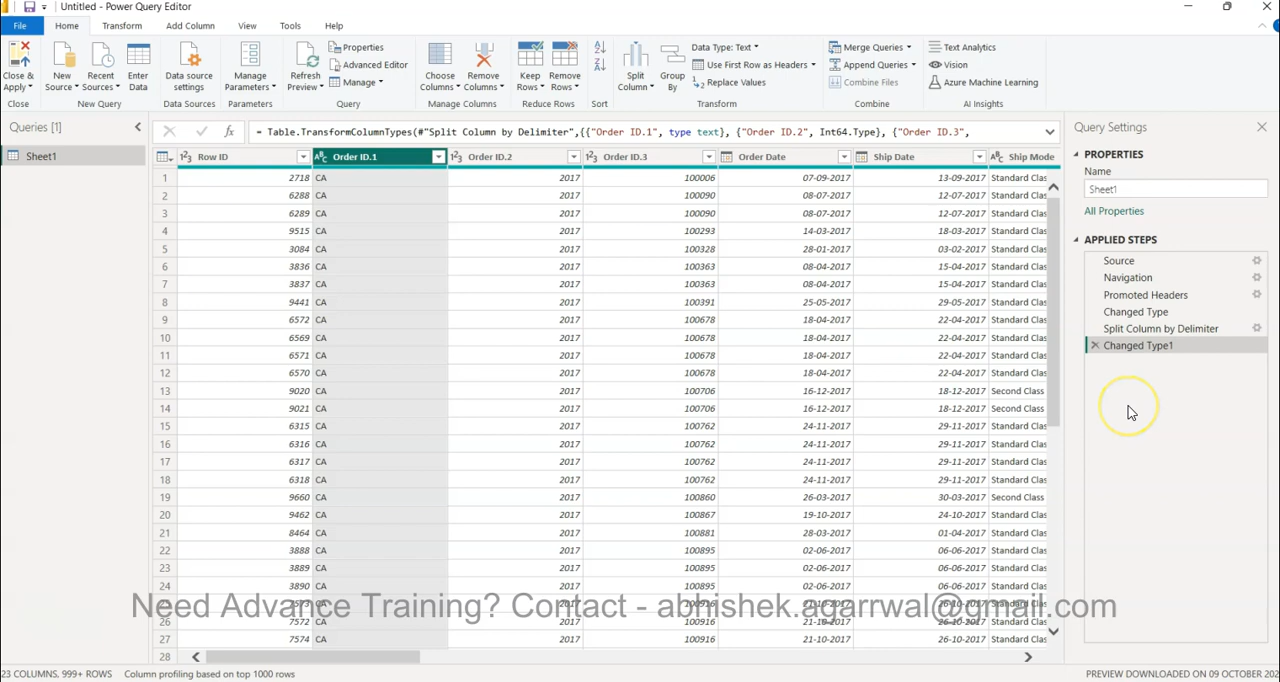 Untitled - Power Query Editor
File Home Transform Add Column View Tools Help
Close & Apply
New Source
Recent Sources
Enter Data
Data source settings
Manage Parameters
Refresh Preview
Properties
Advanced Editor
Manage
Choose Columns
Remove Columns
Keep Rows
Remove Rows
Split Column
Group By
Data Type: Text
Use First Row as Headers
Replace Values
Merge Queries
Append Queries
Combine Files
Text Analytics
Vision
Azure Machine Learning
Close New Query Data Sources Parameters Query Manage Columns Reduce Rows Sort Transform Combine AI Insights
Queries [1]
Sheet1
fx = Table.TransformColumnTypes(#"Split Column by Delimiter",{{"Order ID.1", type text}, {"Order ID.2", Int64.Type}, {"Order ID.3",
Row ID Order ID.1 Order ID.2 Order ID.3 Order Date Ship Date Ship Mode
1 2718 CA 2017 100006 07-09-2017 13-09-2017 Standard Clas
2 6288 CA 2017 100090 08-07-2017 12-07-2017 Standard Clas
3 6289 CA 2017 100090 08-07-2017 12-07-2017 Standard Clas
4 9515 CA 2017 100293 14-03-2017 18-03-2017 Standard Clas
5 3084 CA 2017 100328 28-01-2017 03-02-2017 Standard Clas
6 3836 CA 2017 100363 08-04-2017 15-04-2017 Standard Clas
7 3837 CA 2017 100363 08-04-2017 15-04-2017 Standard Clas
8 9441 CA 2017 100391 25-05-2017 29-05-2017 Standard Clas
9 6572 CA 2017 100678 18-04-2017 22-04-2017 Standard Clas
10 6569 CA 2017 100678 18-04-2017 22-04-2017 Standard Clas
11 6571 CA 2017 100678 18-04-2017 22-04-2017 Standard Clas
12 6570 CA 2017 100678 18-04-2017 22-04-2017 Standard Clas
13 9020 CA 2017 100706 16-12-2017 18-12-2017 Second Class
14 9021 CA 2017 100706 16-12-2017 18-12-2017 Second Class
15 6315 CA 2017 100762 24-11-2017 29-11-2017 Standard Clas
16 6316 CA 2017 100762 24-11-2017 29-11-2017 Standard Clas
17 6317 CA 2017 100762 24-11-2017 29-11-2017 Standard Clas
18 6318 CA 2017 100762 24-11-2017 29-11-2017 Standard Clas
19 9660 CA 2017 100860 26-03-2017 30-03-2017 Second Class
20 9462 CA 2017 100867 19-10-2017 24-10-2017 Standard Clas
21 8464 CA 2017 100881 28-03-2017 01-04-2017 Standard Clas
22 3888 CA 2017 100895 02-06-2017 06-06-2017 Standard Clas
23 3889 CA 2017 100895 02-06-2017 06-06-2017 Standard Clas
24 3890 CA 2017 100895 02-06-2017 06-06-2017 Standard Clas
Need Advance Training? Contact - abhishek.agarrwal@gmail.com
26 7572 CA 2017 100916 21-10-2017 26-10-2017 Standard Clas
27 7574 CA 2017 100916 21-10-2017 26-10-2017 Standard Clas
28
Query Settings
PROPERTIES
Name
Sheet1
All Properties
APPLIED STEPS
Source
Navigation
Promoted Headers
Changed Type
Split Column by Delimiter
Changed Type1
23 COLUMNS, 999+ ROWS Column profiling based on top 1000 rows
PREVIEW DOWNLOADED ON 09 OCTOBER 202